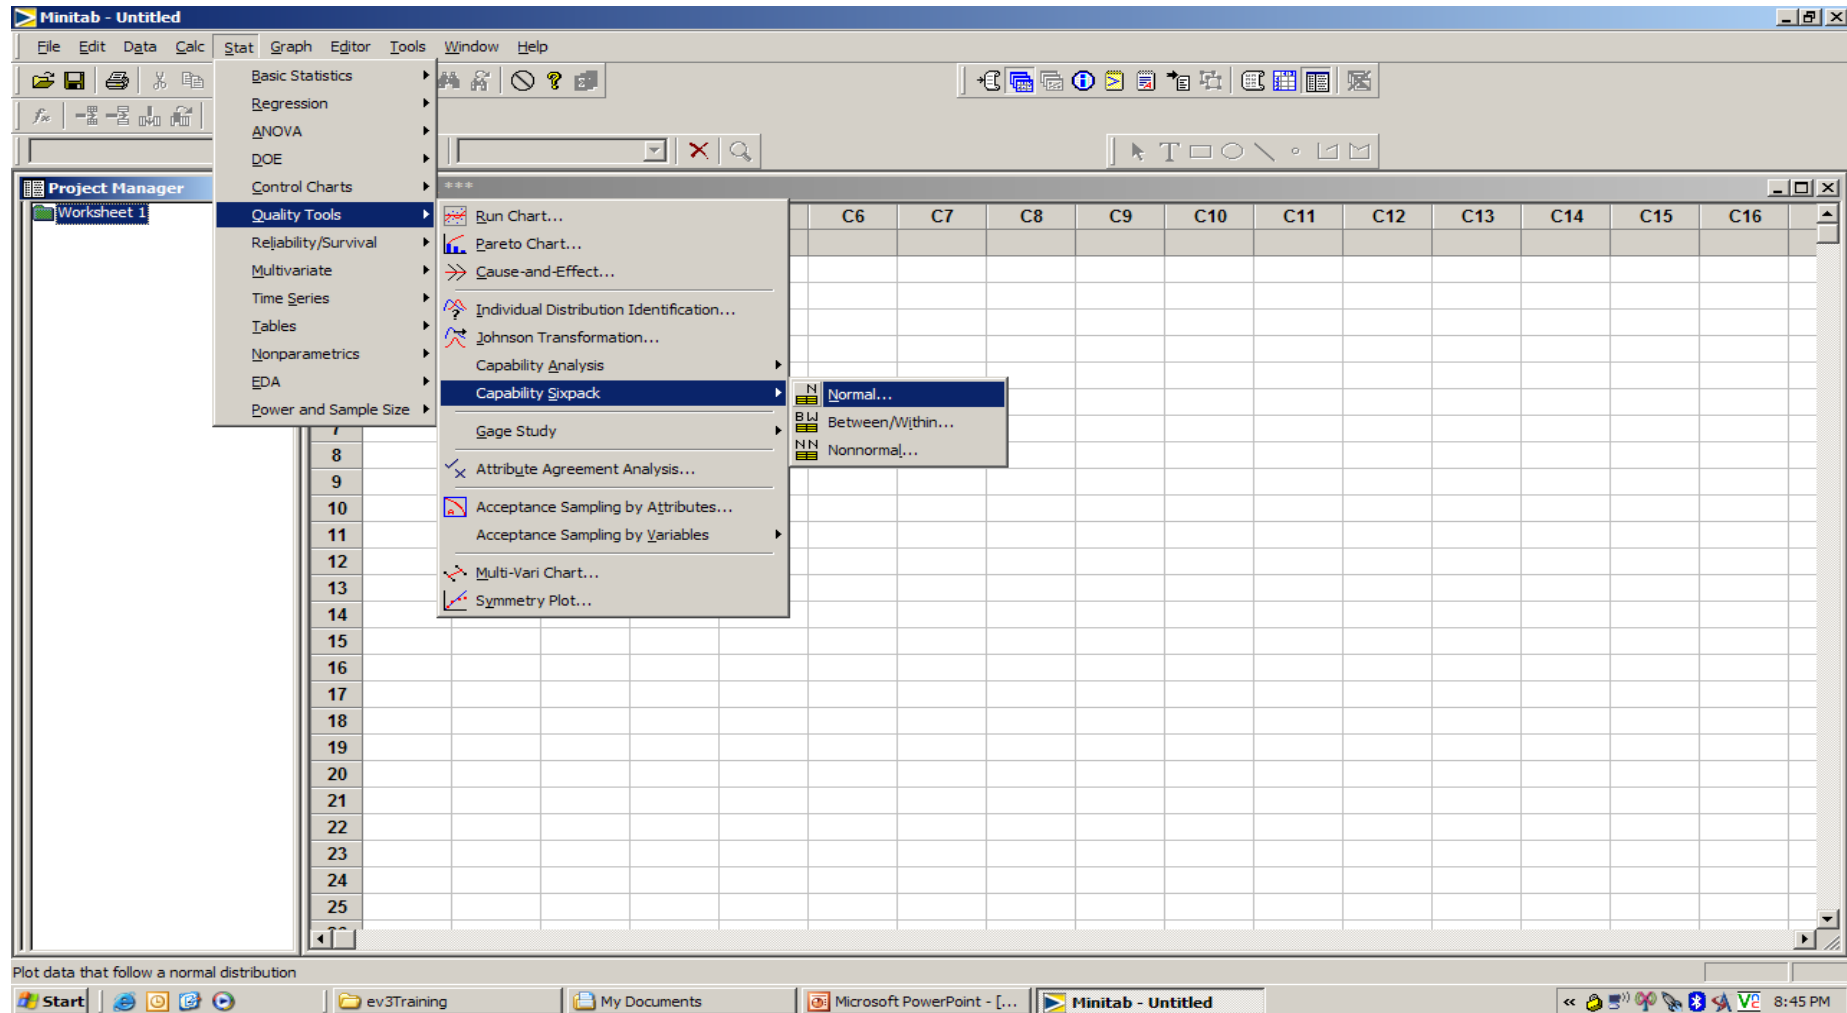 Minitab - Untitled
File Edit Data Calc Stat Graph Editor Tools Window Help
Basic Statistics
Regression
ANOVA
DOE
Control Charts
Quality Tools
Reliability/Survival
Multivariate
Time Series
Tables
Nonparametrics
EDA
Power and Sample Size
Project Manager
Worksheet 1
***
Run Chart...
Pareto Chart...
Cause-and-Effect...
Individual Distribution Identification...
Johnson Transformation...
Capability Analysis
Capability Sixpack
Gage Study
Attribute Agreement Analysis...
Acceptance Sampling by Attributes...
Acceptance Sampling by Variables
Multi-Vari Chart...
Symmetry Plot...
N Normal...
BW Between/Within...
NN Nonnormal...
C6 C7 C8 C9 C10 C11 C12 C13 C14 C15 C16
7
8
9
10
11
12
13
14
15
16
17
18
19
20
21
22
23
24
25
Plot data that follow a normal distribution
Start ev3Training My Documents Microsoft PowerPoint - [... Minitab - Untitled 8:45 PM